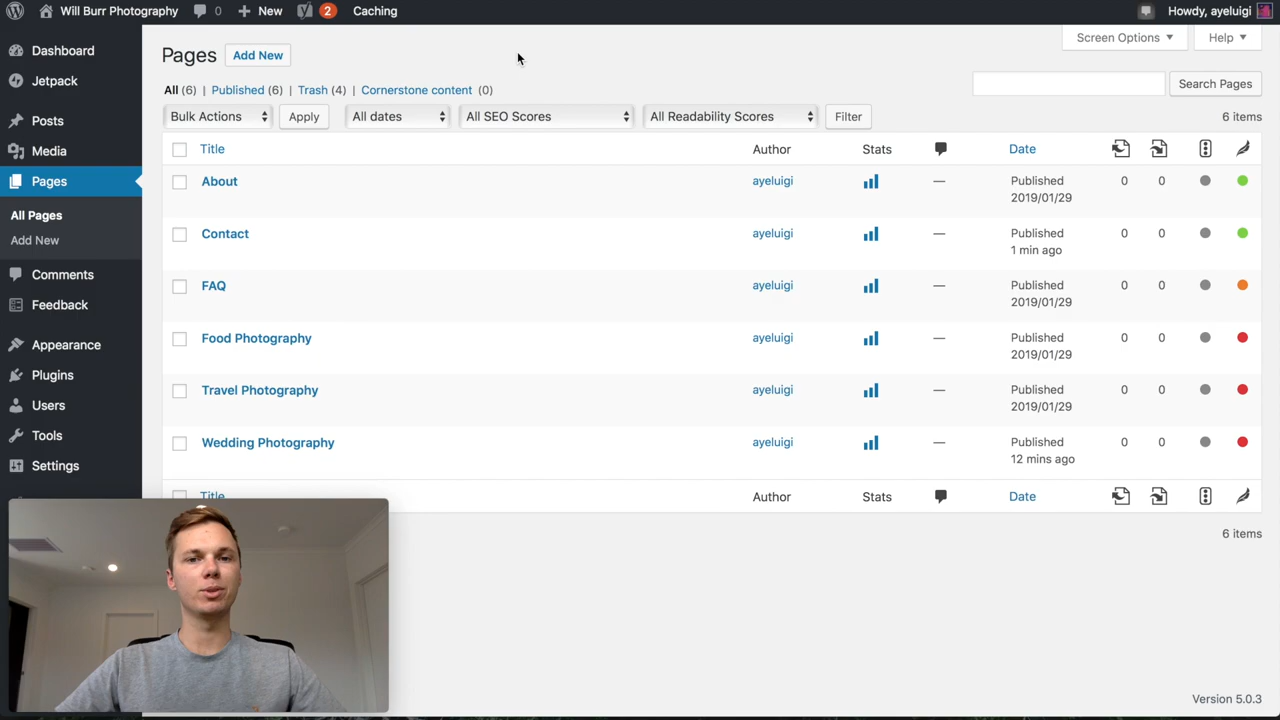 Will Burr Photography 0 New 2 Caching Howdy, ayeluigi
Screen Options Help
Dashboard
Jetpack
Posts
Media
Pages
All Pages
Add New
Comments
Feedback
Appearance
Plugins
Users
Tools
Settings
Pages Add New
All (6) | Published (6) | Trash (4) | Cornerstone content (0)
Search Pages
Bulk Actions Apply All dates All SEO Scores All Readability Scores Filter 6 items
Title Author Stats Date
About ayeluigi — Published 0 0
2019/01/29
Contact ayeluigi — Published 0 0
1 min ago
FAQ ayeluigi — Published 0 0
2019/01/29
Food Photography ayeluigi — Published 0 0
2019/01/29
Travel Photography ayeluigi — Published 0 0
2019/01/29
Wedding Photography ayeluigi — Published 0 0
12 mins ago
Title Author Stats Date
6 items
Version 5.0.3